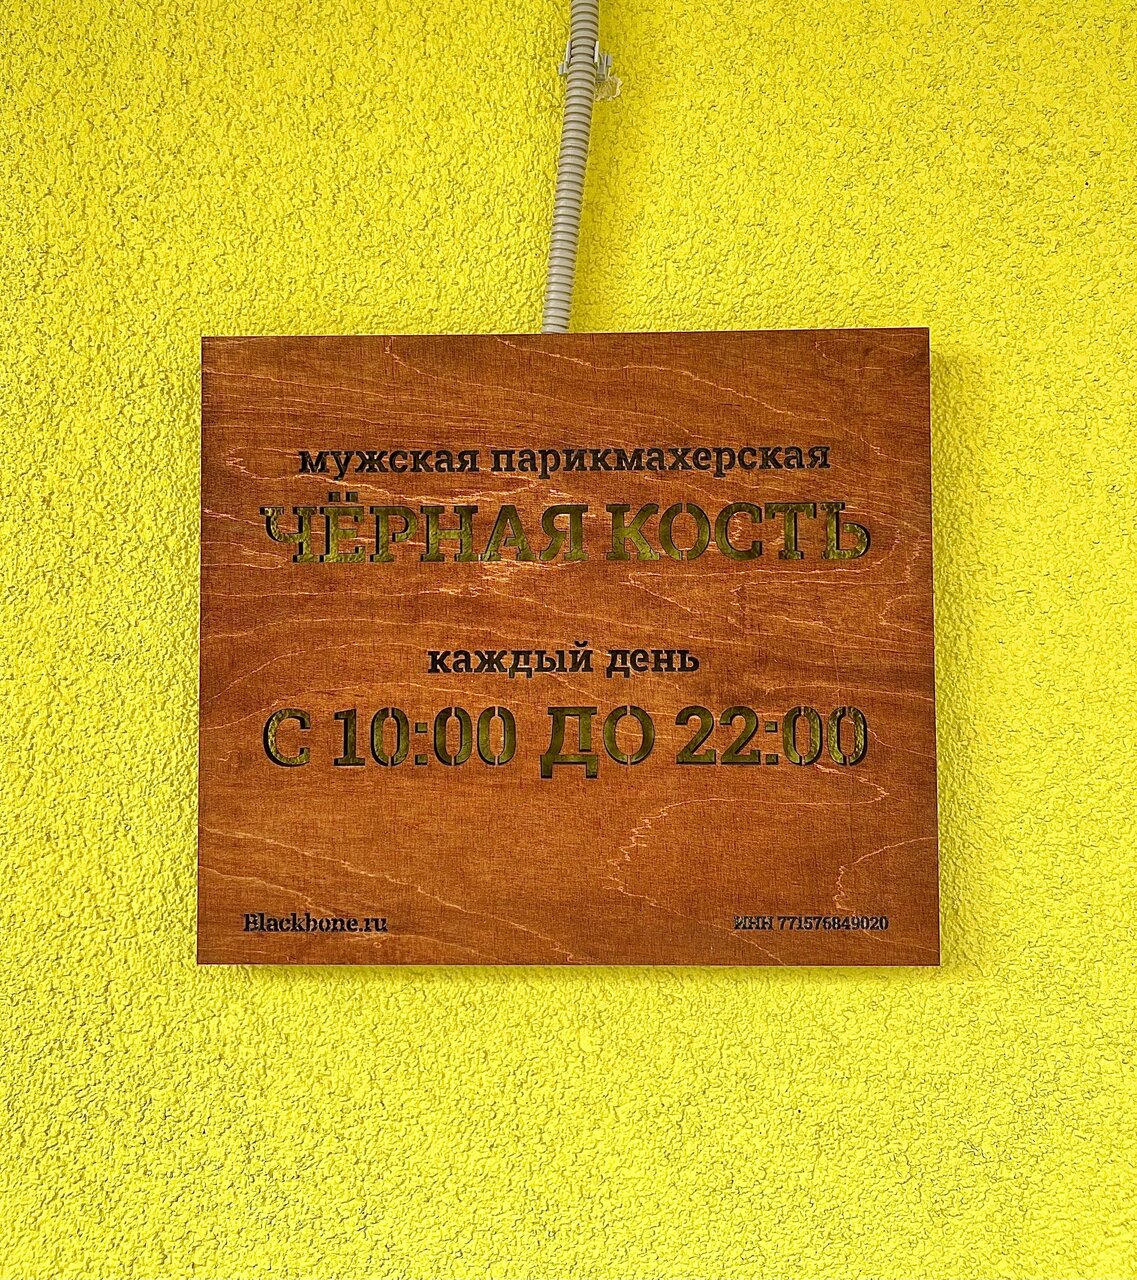 мужская парикмахерская
ЧЁРНАЯ КОСТЬ
каждый день
С 10:00 ДО 22:00
Blackbone.ru
ИНН 771576849020